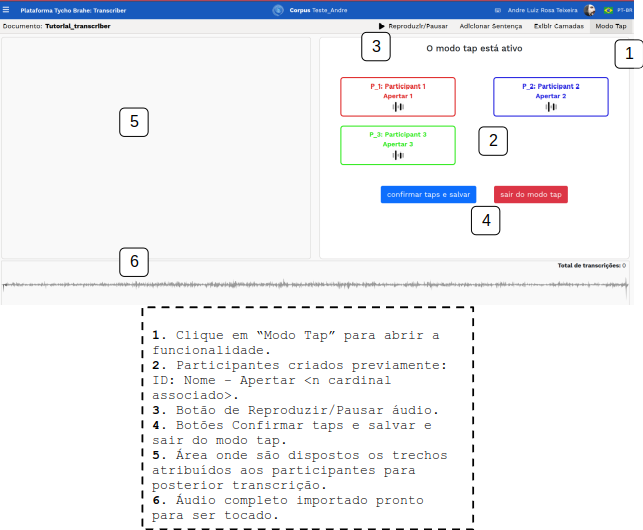 Plataforma Tycho Brahe: Transcriber
Corpus Teste_Andre
Andre Luiz Rosa Teixeira
PT-BR
Documento: Tutorial_transcriber
Reproduzir/Pausar
Adicionar Sentença
Exibir Camadas
Modo Tap
3
O modo tap está ativo
1
P_1: Participant 1
Apertar 1
P_2: Participant 2
Apertar 2
5
P_3: Participant 3
Apertar 3
2
confirmar taps e salvar
sair do modo tap
4
6
Total de transcrições: 0
1. Clique em “Modo Tap” para abrir a
funcionalidade.
2. Participantes criados previamente:
ID: Nome - Apertar <n cardinal
associado>.
3. Botão de Reproduzir/Pausar áudio.
4. Botões Confirmar taps e salvar e
sair do modo tap.
5. Área onde são dispostos os trechos
atribuídos aos participantes para
posterior transcrição.
6. Áudio completo importado pronto
para ser tocado.